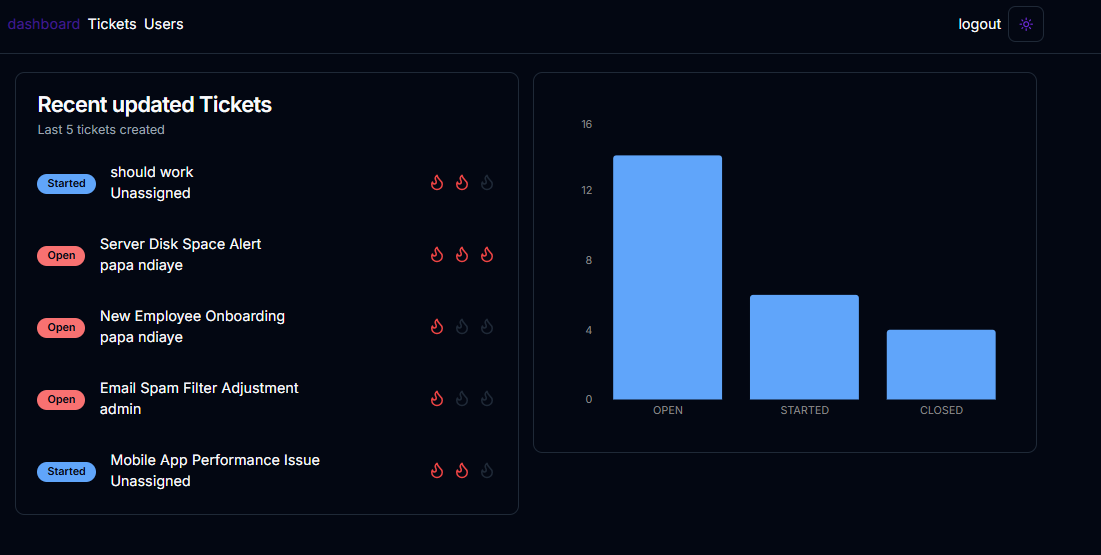 dashboard Tickets Users logout
Recent updated Tickets
Last 5 tickets created
Started
should work
Unassigned
Open
Server Disk Space Alert
papa ndiaye
Open
New Employee Onboarding
papa ndiaye
Open
Email Spam Filter Adjustment
admin
Started
Mobile App Performance Issue
Unassigned
16
12
8
4
0
OPEN STARTED CLOSED